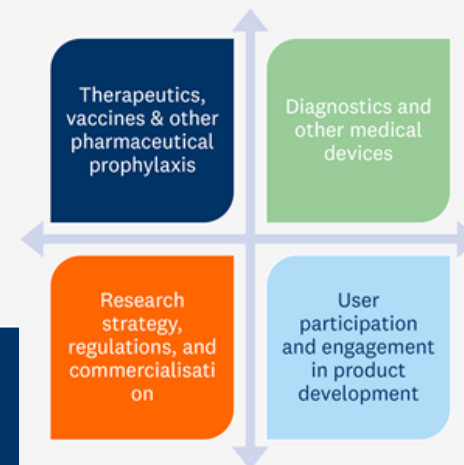 Therapeutics,
vaccines & other
pharmaceutical
prophylaxis
Diagnostics and
other medical
devices
Research
strategy,
regulations, and
commercialisati
on
User
participation
and engagement
in product
development